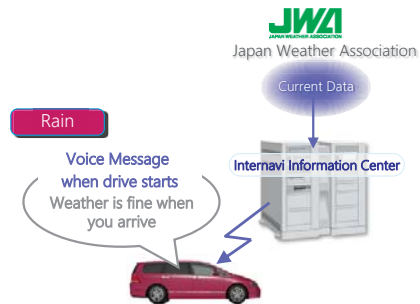 JWA
JAPAN WEATHER ASSOCIATION
Japan Weather Association
Current Data
Rain
Internavi Information Center
Voice Message
when drive starts
Weather is fine when
you arrive